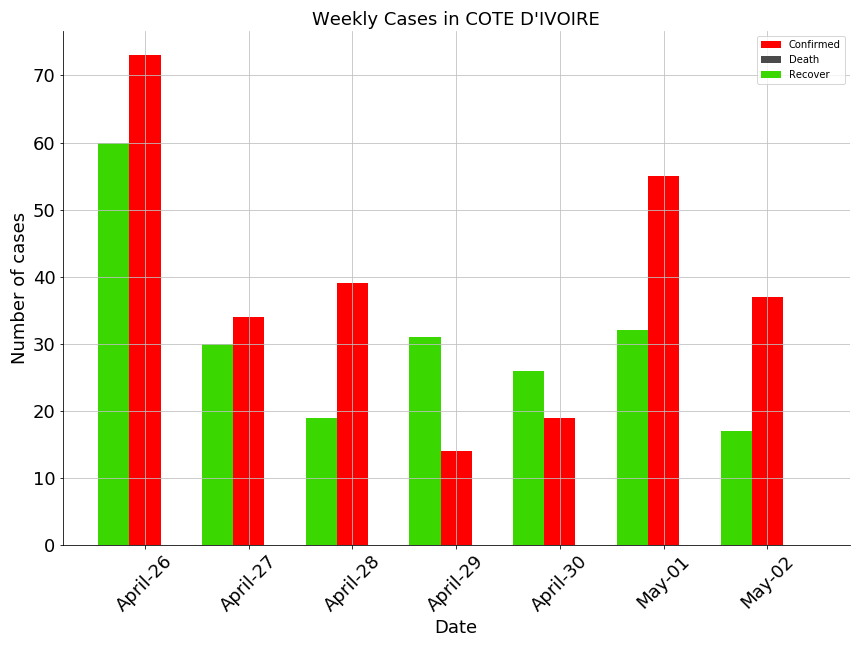 Weekly Cases in COTE D'IVOIRE
Confirmed
Death
Recover
Number of cases
70
60
50
40
30
20
10
0
April-26
April-27
April-28
April-29
April-30
May-01
May-02
Date